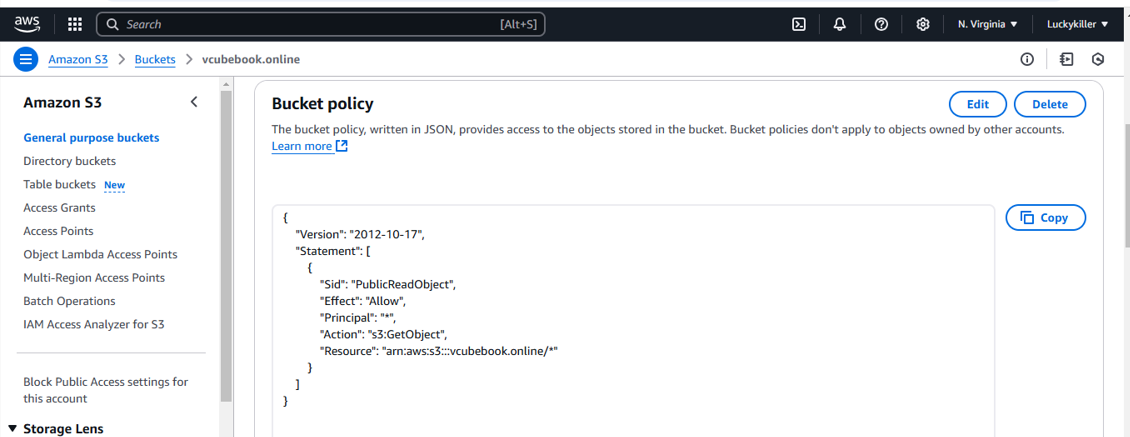 aws
Search [Alt+S] N. Virginia Luckykiller
Amazon S3 Buckets vcubebook.online
Amazon S3
General purpose buckets
Directory buckets
Table buckets New
Access Grants
Access Points
Object Lambda Access Points
Multi-Region Access Points
Batch Operations
IAM Access Analyzer for S3
Block Public Access settings for
this account
Storage Lens
Bucket policy
Edit
Delete
The bucket policy, written in JSON, provides access to the objects stored in the bucket. Bucket policies don't apply to objects owned by other accounts.
Learn more
Copy
{
"Version": "2012-10-17",
"Statement": [
{
"Sid": "PublicReadObject",
"Effect": "Allow",
"Principal": "*",
"Action": "s3:GetObject",
"Resource": "arn:aws:s3:::vcubebook.online/*"
}
]
}